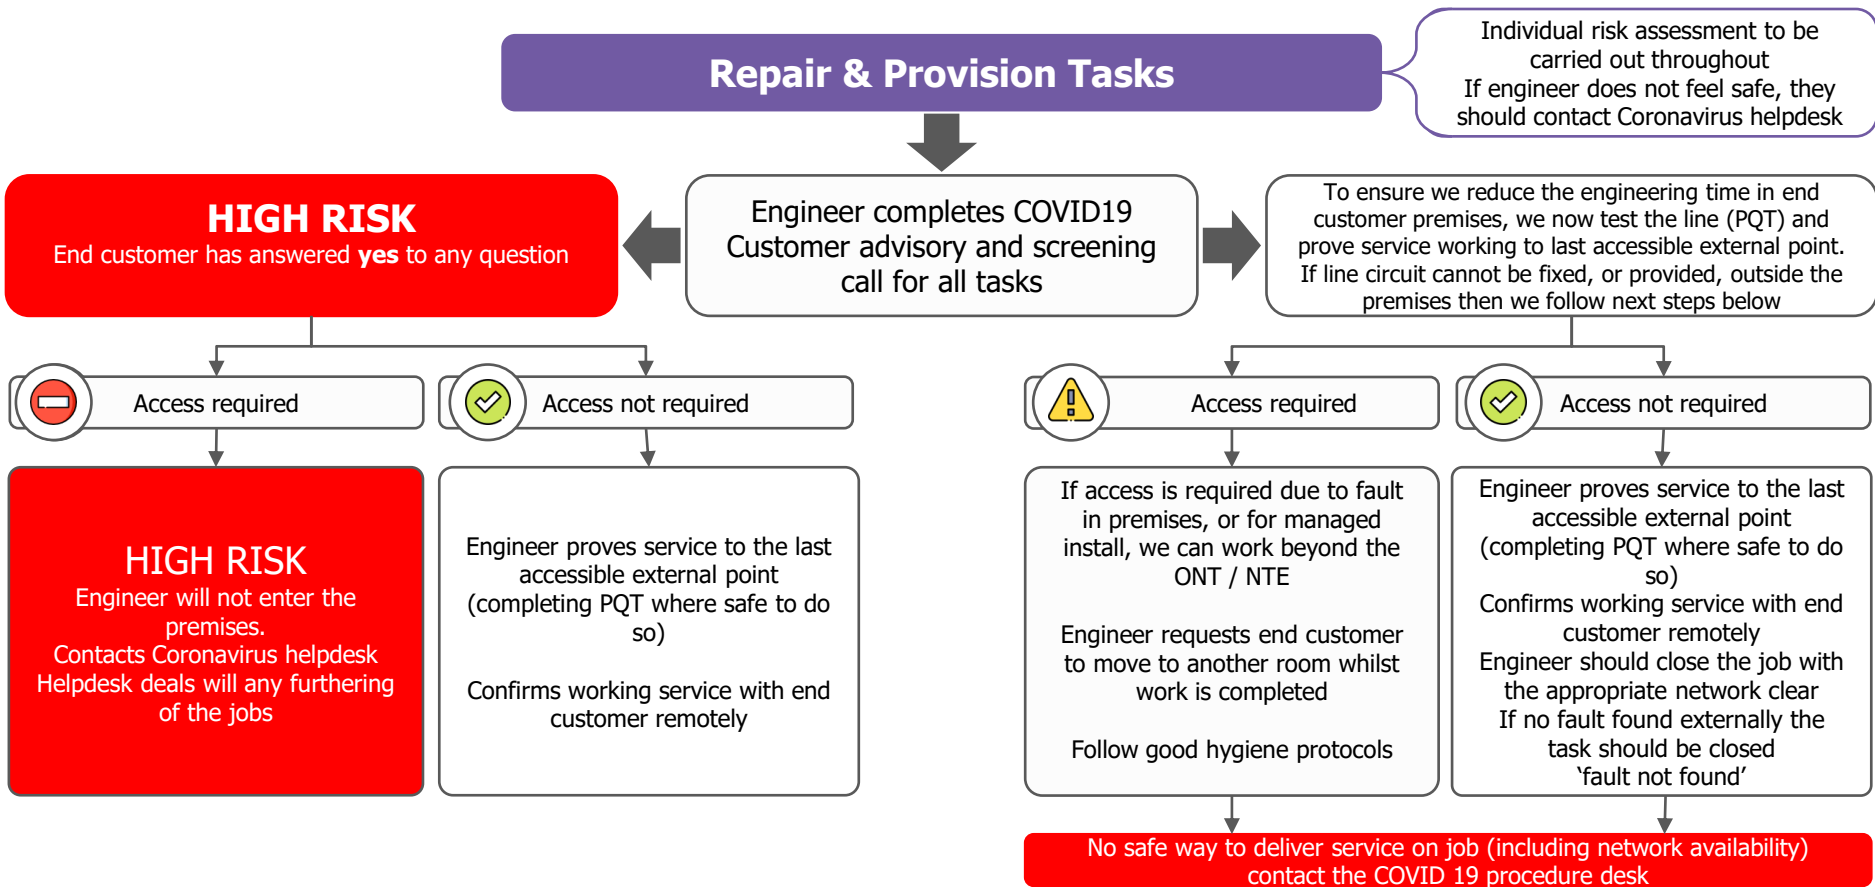 Repair & Provision Tasks
Individual risk assessment to be
carried out throughout
If engineer does not feel safe, they
should contact Coronavirus helpdesk
HIGH RISK
End customer has answered yes to any question
Engineer completes COVID19
Customer advisory and screening
call for all tasks
To ensure we reduce the engineering time in end
customer premises, we now test the line (PQT) and
prove service working to last accessible external point.
If line circuit cannot be fixed, or provided, outside the
premises then we follow next steps below
Access required
Access not required
Access required
Access not required
HIGH RISK
Engineer will not enter the
premises.
Contacts Coronavirus helpdesk
Helpdesk deals will any furthering
of the jobs
Engineer proves service to the last
accessible external point
(completing PQT where safe to do
so)
Confirms working service with end
customer remotely
If access is required due to fault
in premises, or for managed
install, we can work beyond the
ONT / NTE
Engineer requests end customer
to move to another room whilst
work is completed
Follow good hygiene protocols
Engineer proves service to the last
accessible external point
(completing PQT where safe to do
so)
Confirms working service with end
customer remotely
Engineer should close the job with
the appropriate network clear
If no fault found externally the
task should be closed
‘fault not found’
No safe way to deliver service on job (including network availability)
contact the COVID 19 procedure desk